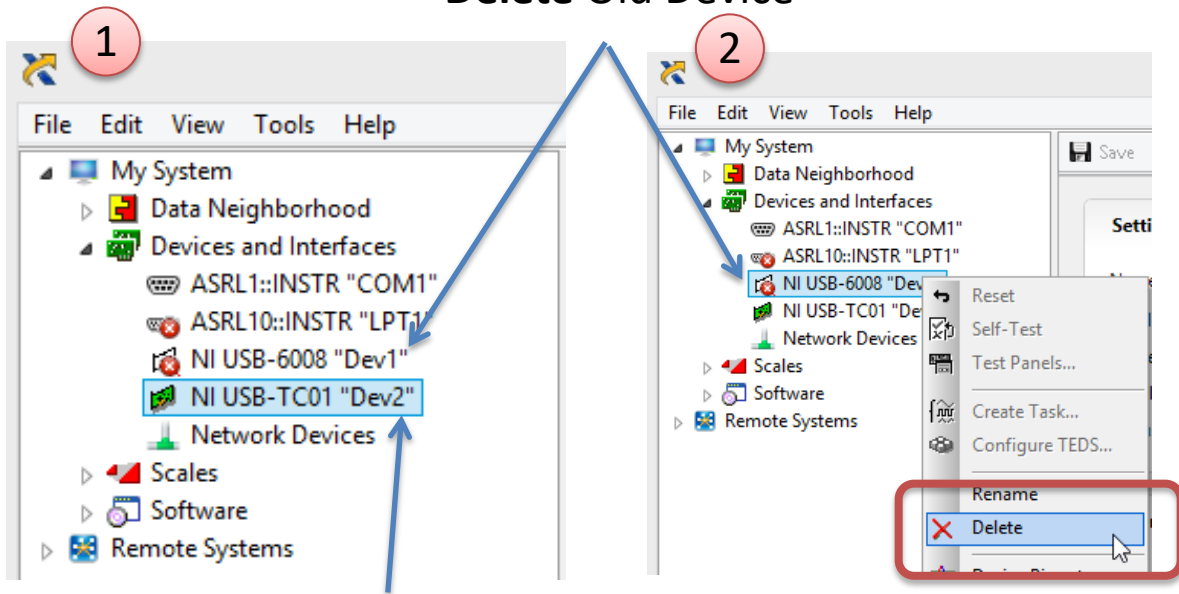 Delete Old Device
1
File Edit View Tools Help
My System
Data Neighborhood
Devices and Interfaces
ASRL1::INSTR "COM1"
ASRL10::INSTR "LPT1"
NI USB-6008 "Dev1"
NI USB-TC01 "Dev2"
Network Devices
Scales
Software
Remote Systems
2
File Edit View Tools Help
My System
Data Neighborhood
Devices and Interfaces
ASRL1::INSTR "COM1"
ASRL10::INSTR "LPT1"
NI USB-6008 "Dev
NI USB-TC01 "De
Network Devices
Scales
Software
Remote Systems
Save
Setti
Reset
Self-Test
Test Panels...
Create Task...
Configure TEDS...
Rename
Delete